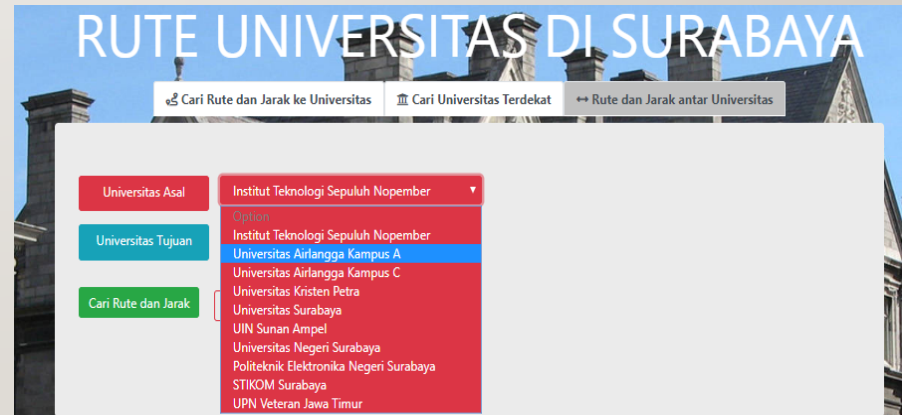 RUTE UNIVERSITAS DI SURABAYA
Cari Rute dan Jarak ke Universitas
Cari Universitas Terdekat
Rute dan Jarak antar Universitas
Universitas Asal
Institut Teknologi Sepuluh Nopember
Option
Institut Teknologi Sepuluh Nopember
Universitas Tujuan
Universitas Airlangga Kampus A
Universitas Airlangga Kampus C
Universitas Kristen Petra
Cari Rute dan Jarak
Universitas Surabaya
UIN Sunan Ampel
Universitas Negeri Surabaya
Politeknik Elektronika Negeri Surabaya
STIKOM Surabaya
UPN Veteran Jawa Timur